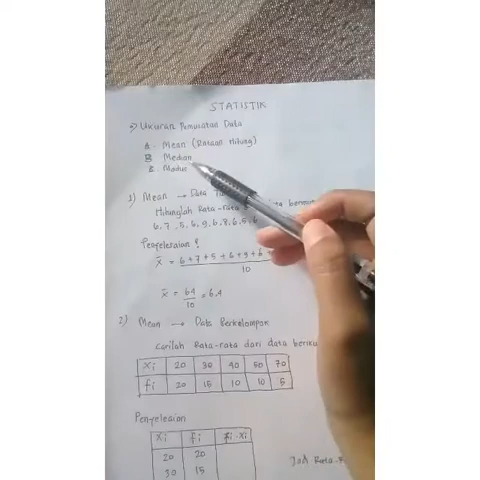 STATISTIK
Ukuran Pemusatan Data
A. Mean (Rataan Hitung)
B Median
C Modus
1) Mean → Data
Hitunglah Rata-rata
6, 7, 5, 6, 9, 6, 8, 6, 5, 6
Penyelesaian ?
x̄ = 6 + 7 + 5 + 6 + 9 + 6 +
10
x̄ = 64 = 6.4
10
2) Mean → Data Berkelompok
Carilah Rata-rata dari data beriku
Xi 20 30 40 50 70
fi 20 15 10 10 5
Penyeleaian
Xi fi fi·xi
20 20
30 15
Jadi Rata-